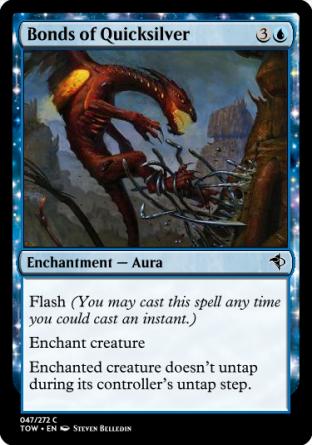 Bonds of Quicksilver 3
Enchantment — Aura
Flash (You may cast this spell any time
you could cast an instant.)
Enchant creature
Enchanted creature doesn't untap
during its controller's untap step.
047/272 C
TOW • EN Steven Belledin